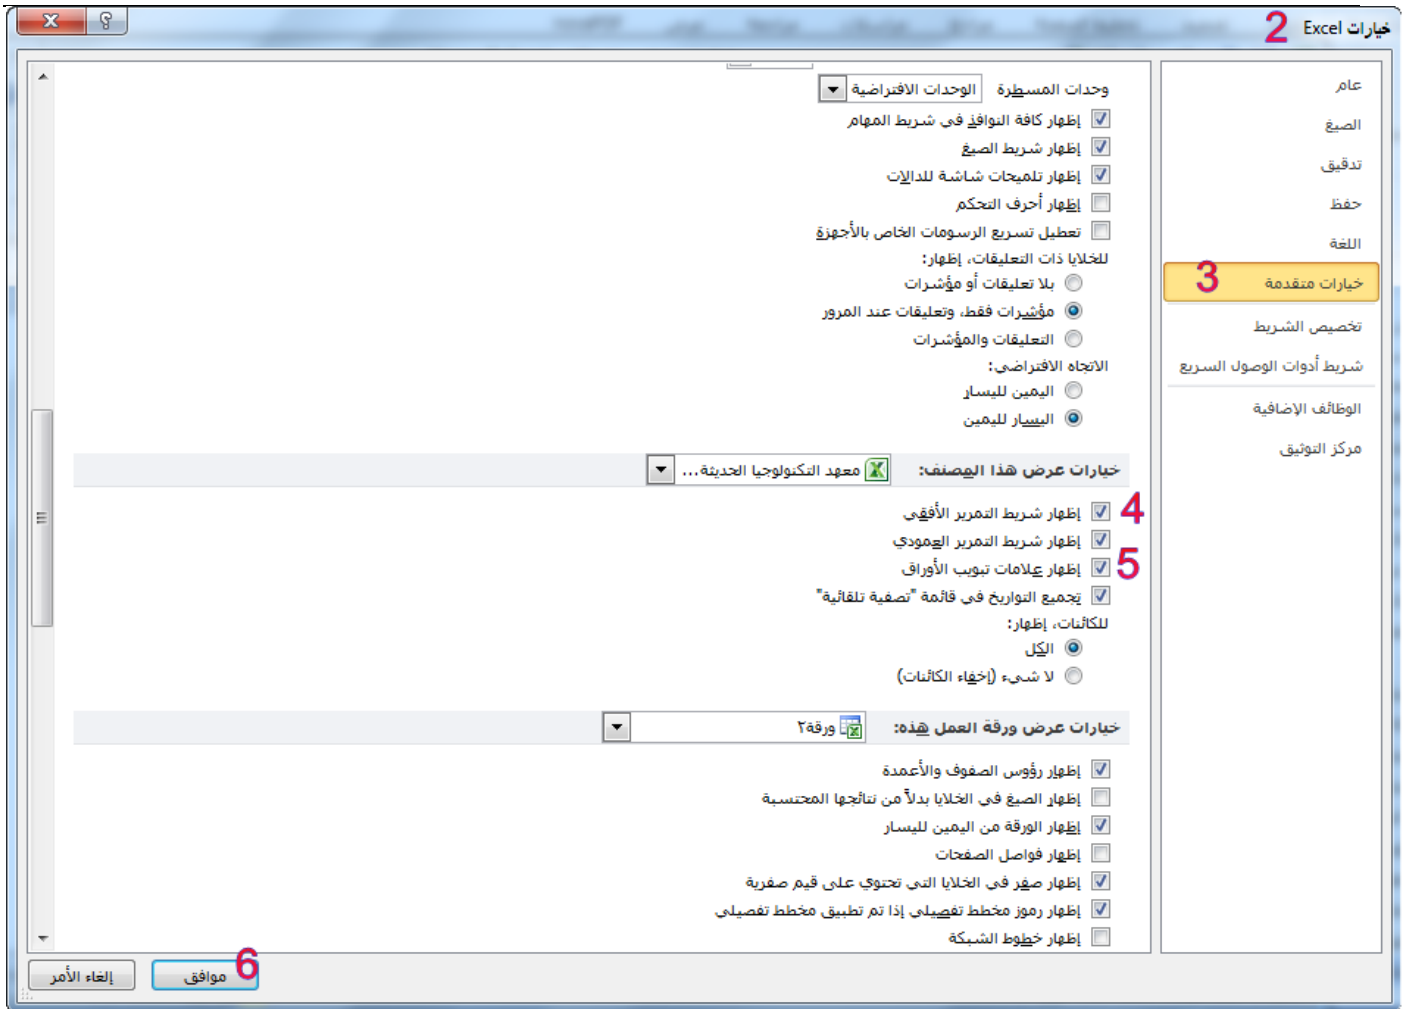 خيارات Excel 2
عام
الصيغ
تدقيق
حفظ
اللغة
خيارات متقدمة 3
تخصيص الشريط
شريط أدوات الوصول السريع
الوظائف الإضافية
مركز التوثيق
وحدات المسطرة الوحدات الافتراضية
إظهار كافة النوافذ في شريط المهام
إظهار شريط الصيغ
إظهار تلميحات شاشة للدالات
إظهار أحرف التحكم
تعطيل تسريع الرسومات الخاص بالأجهزة
للخلايا ذات التعليقات، إظهار:
بلا تعليقات أو مؤشرات
مؤشرات فقط، وتعليقات عند المرور
التعليقات والمؤشرات
الاتجاه الافتراضي:
اليمين لليسار
اليسار لليمين
خيارات عرض هذا المصنف: معهد التكنولوجيا الحديثة...
4 إظهار شريط التمرير الأفقي
إظهار شريط التمرير العمودي
5 إظهار علامات تبويب الأوراق
تجميع التواريخ في قائمة "تصفية تلقائية"
للكائنات، إظهار:
الكل
لا شيء (إخفاء الكائنات)
خيارات عرض ورقة العمل هذه: ورقة٢
إظهار رؤوس الصفوف والأعمدة
إظهار الصيغ في الخلايا بدلاً من نتائجها المحتسبة
إظهار الورقة من اليمين لليسار
إظهار فواصل الصفحات
إظهار صفر في الخلايا التي تحتوي على قيم صفرية
إظهار رموز مخطط تفصيلي إذا تم تطبيق مخطط تفصيلي
إظهار خطوط الشبكة
6 موافق
إلغاء الأمر